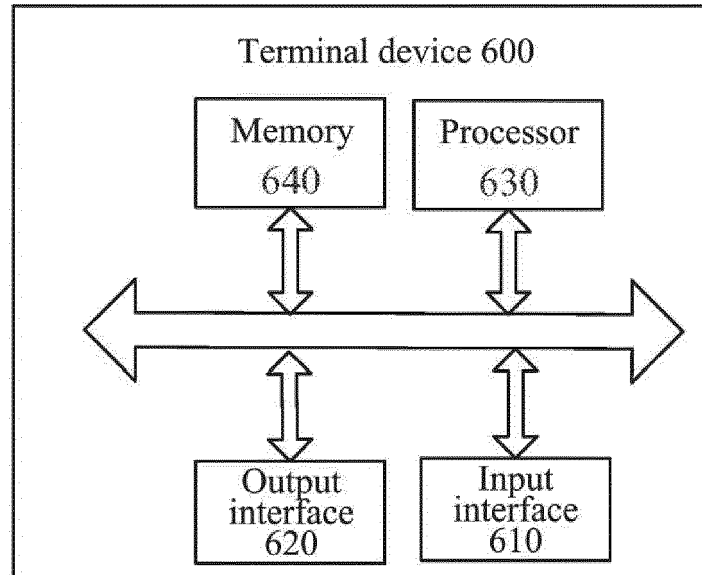 Terminal device 600
Memory
640
Processor
630
Output
interface
620
Input
interface
610